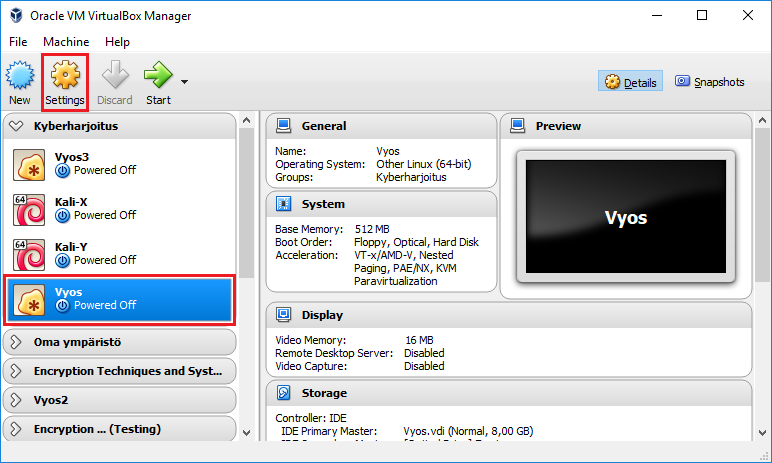 Oracle VM VirtualBox Manager
File Machine Help
New Settings Discard Start Details Snapshots
Kyberharjoitus
Vyos3
Powered Off
64
Kali-X
Powered Off
64
Kali-Y
Powered Off
Vyos
Powered Off
Oma ympäristö
Encryption Techniques and Syst...
Vyos2
Encryption ... (Testing)
General
Name: Vyos
Operating System: Other Linux (64-bit)
Groups: Kyberharjoitus
Preview
Vyos
System
Base Memory: 512 MB
Boot Order: Floppy, Optical, Hard Disk
Acceleration: VT-x/AMD-V, Nested
Paging, PAE/NX, KVM
Paravirtualization
Display
Video Memory: 16 MB
Remote Desktop Server: Disabled
Video Capture: Disabled
Storage
Controller: IDE
IDE Primary Master: Vyos.vdi (Normal, 8,00 GB)